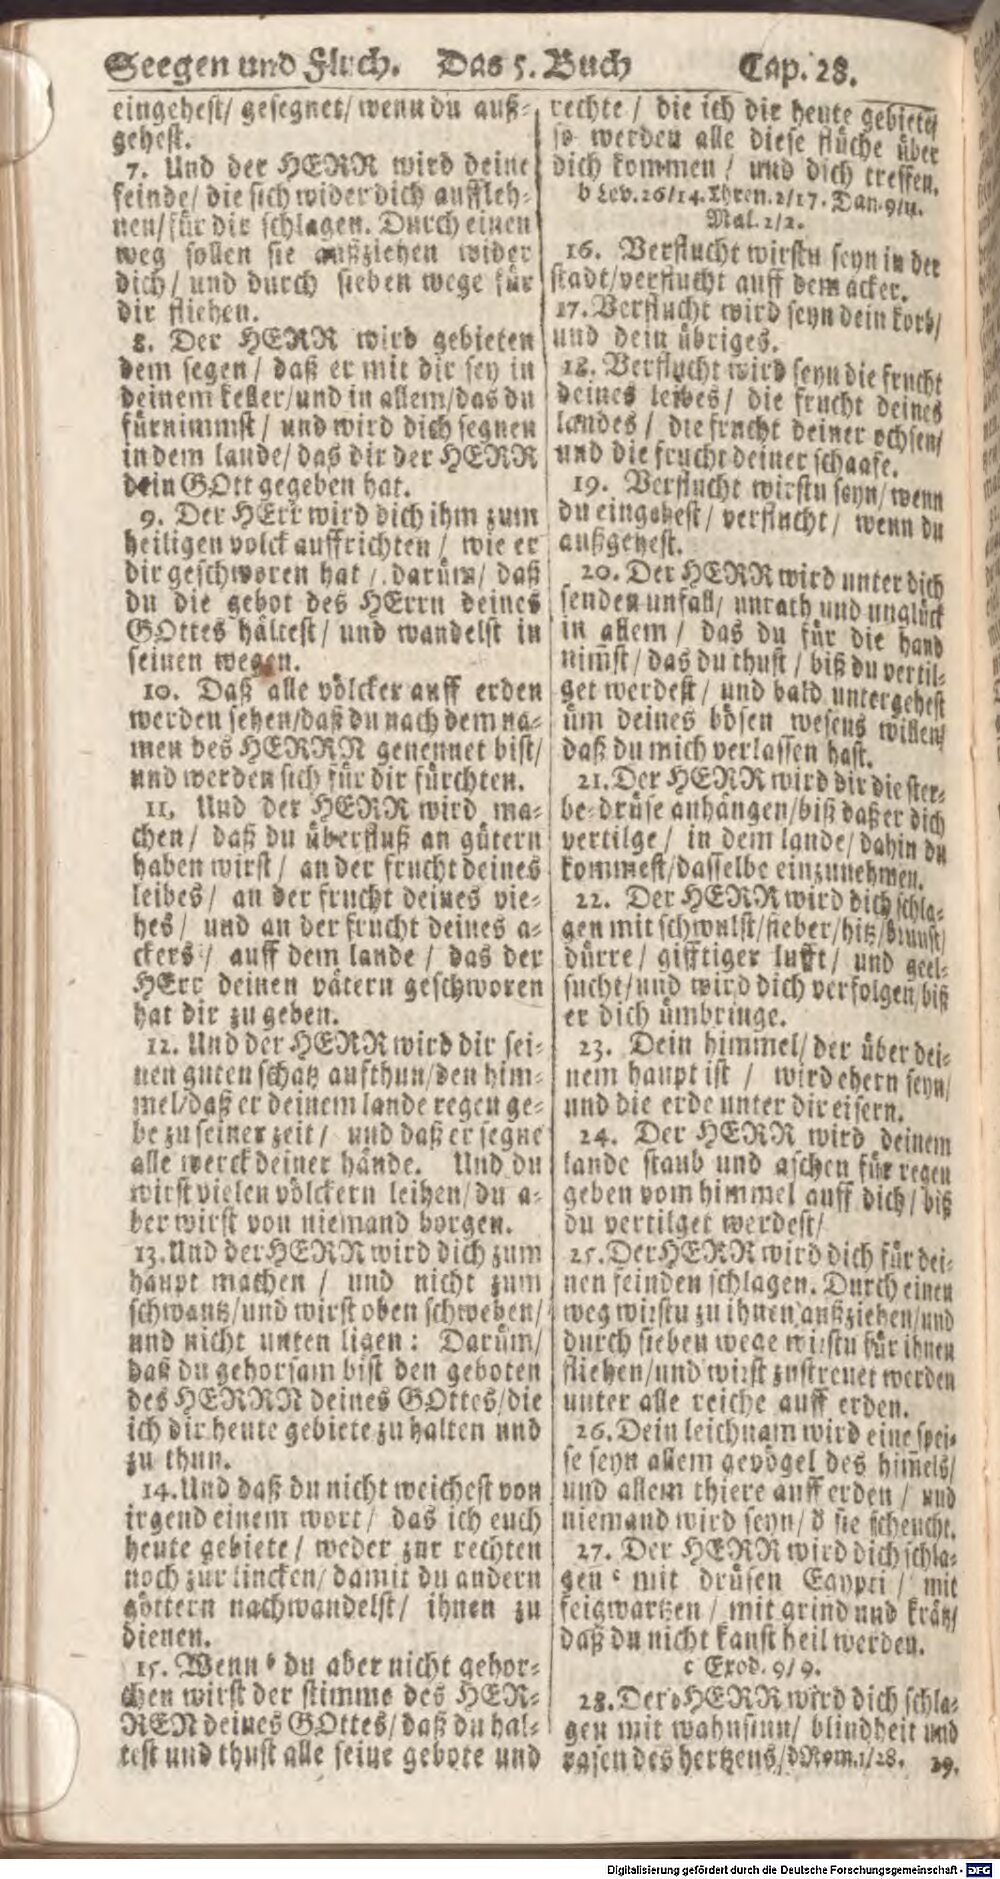 Seegen und Fluch. Das 5. Buch Cap. 28.
eingehest/ gesegnet/ wenn du auß-
gehest.
7. Und der HERR wird deine
feinde/ die sich wider dich auffleh-
nen/ für dir schlagen. Durch einen
weg sollen sie außziehen wider
dich/ und durch sieben wege für
dir fliehen.
8. Der HERR wird gebieten
dem segen/ daß er mit dir sey in
deinem keller/ und in allem/ das du
fürnimmst/ und wird dich segnen
in dem lande/ das dir der HERR
dein GOtt gegeben hat.
9. Der HErr wird dich ihm zum
heiligen volck auffrichten/ wie er
dir geschworen hat/ darüm/ daß
du die gebot des HErrn deines
GOttes hältest/ und wandelst in
seinen wegen.
10. Daß alle völcker auff erden
werden sehen/ daß du nach dem na-
men des HERRN genennet bist/
und werden sich für dir fürchten.
11. Und der HERR wird ma-
chen/ daß du überfluß an gütern
haben wirst/ an der frucht deines
leibes/ an der frucht deines vie-
hes/ und an der frucht deines a-
ckers/ auff dem lande/ das der
HErr deinen vätern geschworen
hat dir zu geben.
12. Und der HERR wird dir sei-
nen guten schatz aufthun/ den him-
mel/ daß er deinem lande regen ge-
be zu seiner zeit/ und daß er segne
alle werck deiner hände. Und du
wirst vielen völckern leihen/ du a-
ber wirst von niemand borgen.
13. Und der HERR wird dich zum
haupt machen/ und nicht zum
schwantz/ und wirst oben schweben/
und nicht unten ligen: Darüm/
daß du gehorsam bist den geboten
des HERRN deines GOttes/ die
ich dir heute gebiete zu halten und
zu thun.
14. Und daß du nicht weichest von
irgend einem wort/ das ich euch
heute gebiete/ weder zur rechten
noch zur lincken/ damit du andern
göttern nachwandelst/ ihnen zu
dienen.
15. Wenn b du aber nicht gehor-
chen wirst der stimme des HER-
REN deines GOttes/ daß du hal-
test und thust alle seine gebote und
rechte/ die ich dir heute gebiete/
so werden alle diese flüche über
dich kommen/ und dich treffen.
b Lev. 26/14. Thren. 2/17. Dan. 9/11.
Mal. 2/2.
16. Verflucht wirstu seyn in der
stadt/ verflucht auff dem acker.
17. Verflucht wird seyn dein korb/
und dein übriges.
18. Verflucht wird seyn die frucht
deines leibes/ die frucht deines
landes/ die frucht deiner ochsen/
und die frucht deiner schaafe.
19. Verflucht wirstu seyn/ wenn
du eingehest/ verflucht/ wenn du
außgehest.
20. Der HERR wird unter dich
senden unfall/ unrath und unglück
in allem/ das du für die hand
nim̅st/ das du thust/ biß du vertil-
get werdest/ und bald untergehest
üm deines bösen wesens willen/
daß du mich verlassen hast.
21. Der HERR wird dir die ster-
be-drüse anhängen/ biß daß er dich
vertilge/ in dem lande/ dahin du
kommest/ dasselbe einzunehmen.
22. Der HERR wird dich schla-
gen mit schwulst/ fieber/ hitz/ brunst/
dürre/ gifftiger lufft/ und geel-
sucht/ und wird dich verfolgen/ biß
er dich ümbringe.
23. Dein himmel/ der über dei-
nem haupt ist/ wird ehern seyn/
und die erde unter dir eisern.
24. Der HERR wird deinem
lande staub und aschen für regen
geben vom himmel auff dich/ biß
du vertilget werdest/
25. Der HERR wird dich für dei-
nen feinden schlagen. Durch einen
weg wirstu zu ihnen außziehen/ und
durch sieben wege wirstu für ihnen
fliehen/ und wirst zustreuet werden
unter alle reiche auff erden.
26. Dein leichnam wird eine spei-
se seyn allem gevögel des him̅els/
und allem thiere auff erden/ und
niemand wird seyn/ d sie scheucht.
27. Der HERR wird dich schla-
gen c mit drüsen Egypti/ mit
feigwartzen/ mit grind und krätz/
daß du nicht kanst heil werden.
c Exod. 9/9.
28. Der HERR wird dich schla-
gen mit wahnsinn/ blindheit und
rasen des hertzens/ d Rom. 1/28. 29.
Digitalisierung gefördert durch die Deutsche Forschungsgemeinschaft - DFG